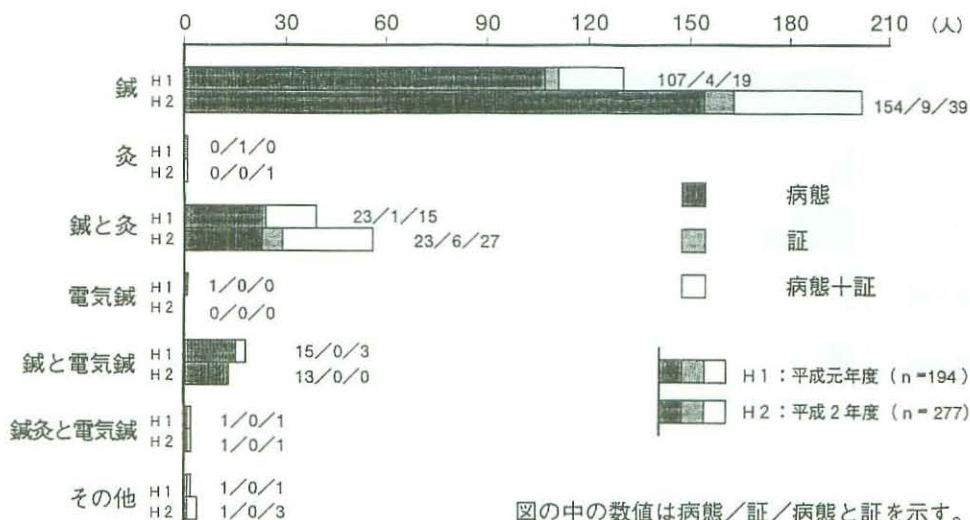 0 30 60 90 120 150 180 210 (人)
鍼 H1 107/4/19
H2 154/9/39
灸 H1 0/1/0
H2 0/0/1
鍼と灸 H1 23/1/15
H2 23/6/27
電気鍼 H1 1/0/0
H2 0/0/0
鍼と電気鍼 H1 15/0/3
H2 13/0/0
鍼灸と電気鍼 H1 1/0/1
H2 1/0/1
その他 H1 1/0/1
H2 1/0/3
病態
証
病態十証
H1:平成元年度(n=194)
H2:平成2年度(n=277)
図の中の数値は病態/証/病態と証を示す。